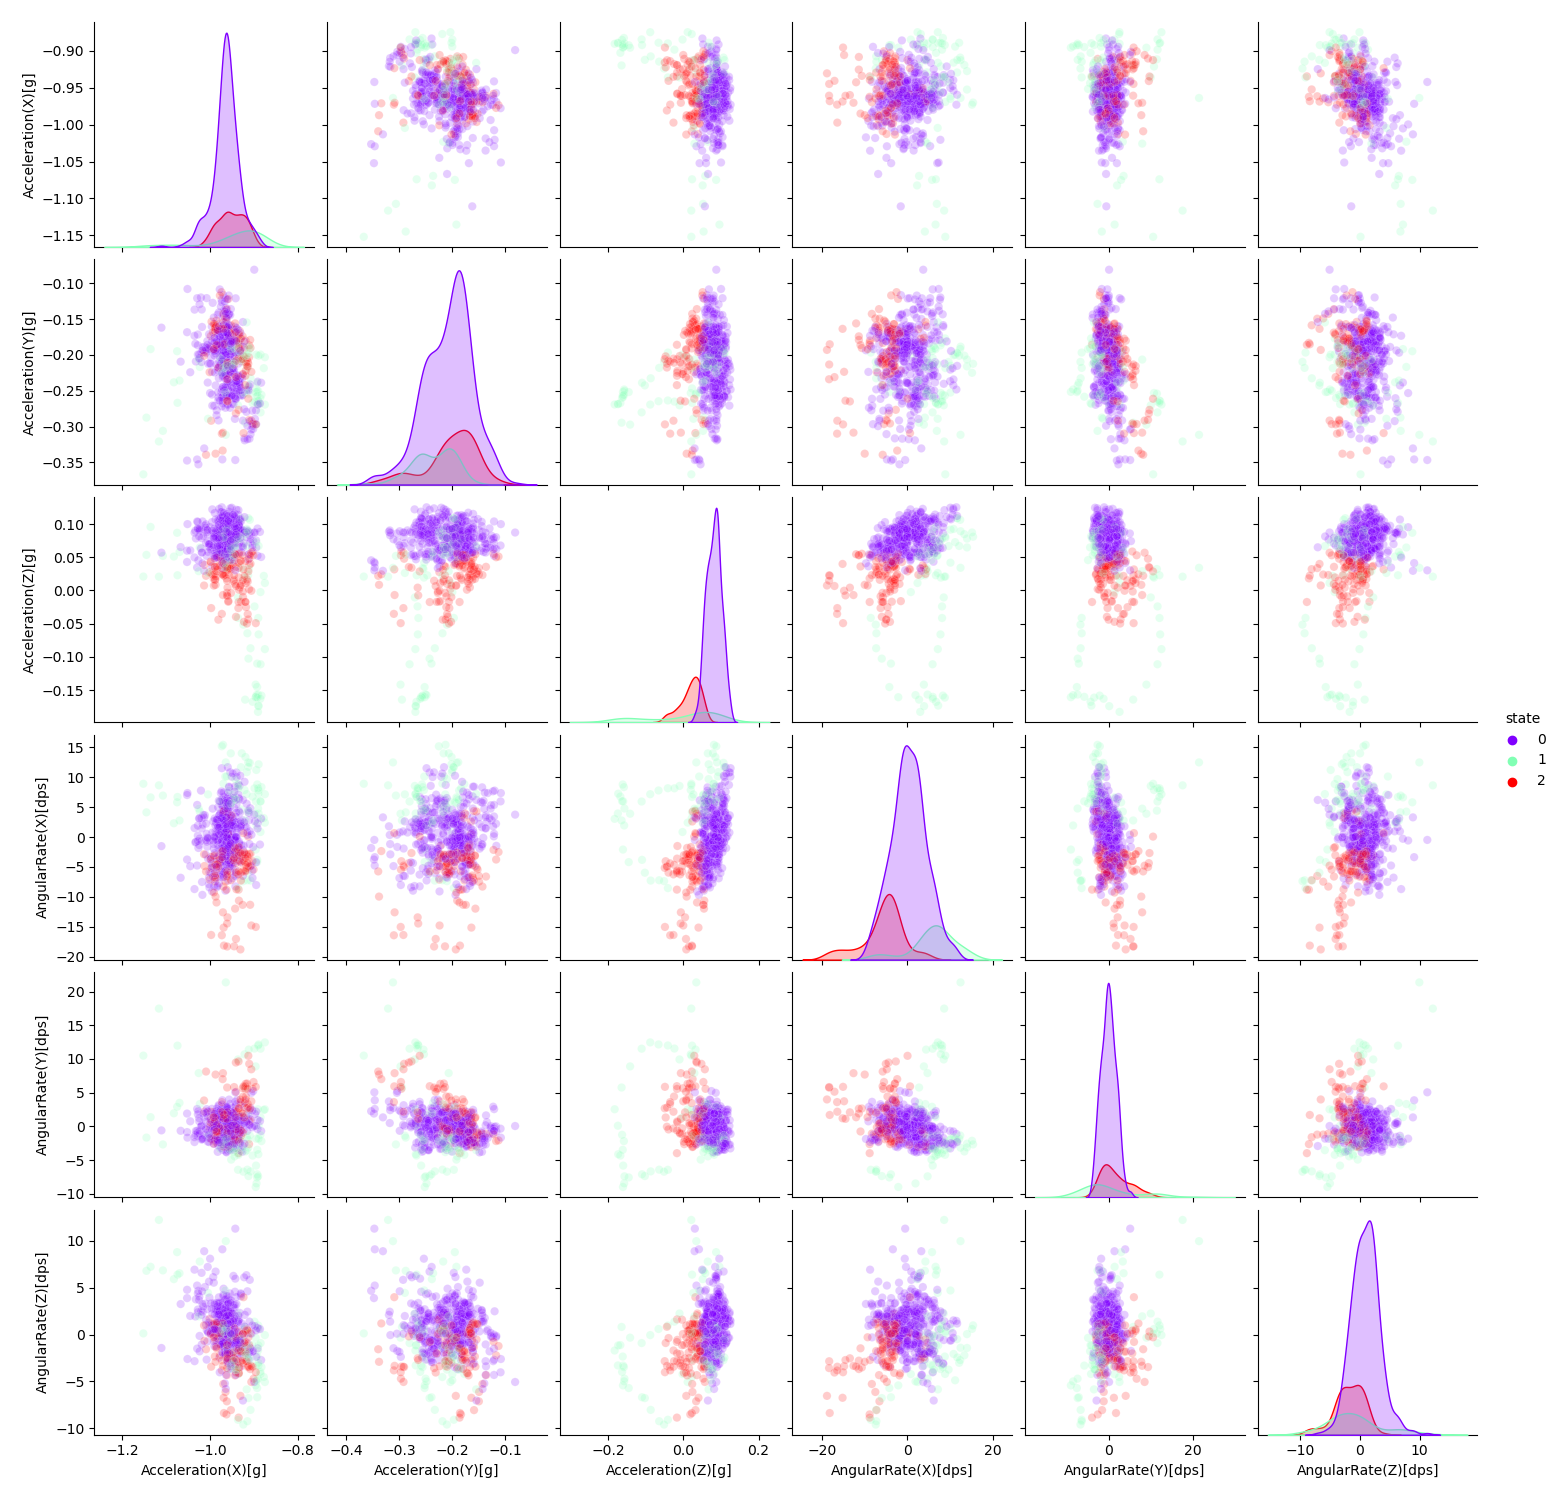 −0.90
−0.95
−1.00
−1.05
−1.10
−1.15
Acceleration(X)[g]
−0.10
−0.15
−0.20
−0.25
−0.30
−0.35
Acceleration(Y)[g]
0.10
0.05
0.00
−0.05
−0.10
−0.15
Acceleration(Z)[g]
state
0
1
2
15
10
5
0
−5
−10
−15
−20
AngularRate(X)[dps]
20
15
10
5
0
−5
−10
AngularRate(Y)[dps]
10
5
0
−5
−10
AngularRate(Z)[dps]
−1.2 −1.0 −0.8
Acceleration(X)[g]
−0.4 −0.3 −0.2 −0.1
Acceleration(Y)[g]
−0.2 0.0 0.2
Acceleration(Z)[g]
−20 0 20
AngularRate(X)[dps]
0 20
AngularRate(Y)[dps]
−10 0 10
AngularRate(Z)[dps]